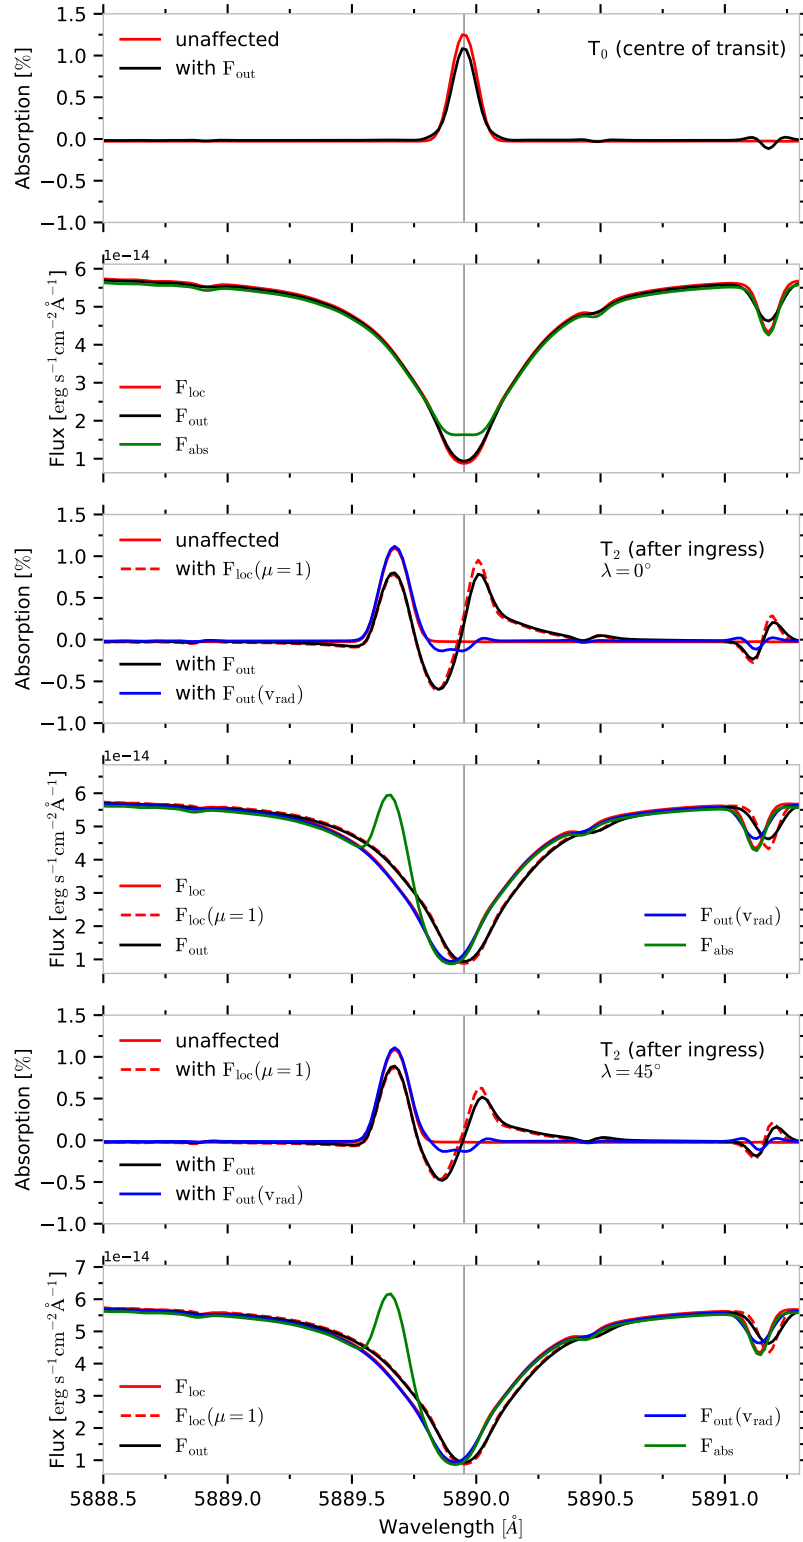 1.5
1.0
0.5
0.0
−0.5
−1.0
Absorption [%]
unaffected
with F_out
T_0 (centre of transit)
1e−14
6
5
4
3
2
1
Flux [erg s^−1 cm^−2 Å^−1]
F_loc
F_out
F_abs
1.5
1.0
0.5
0.0
−0.5
−1.0
Absorption [%]
unaffected
with F_loc(μ = 1)
with F_out
with F_out(v_rad)
T_2 (after ingress)
λ = 0°
1e−14
6
5
4
3
2
1
Flux [erg s^−1 cm^−2 Å^−1]
F_loc
F_loc(μ = 1)
F_out
F_out(v_rad)
F_abs
1.5
1.0
0.5
0.0
−0.5
−1.0
Absorption [%]
unaffected
with F_loc(μ = 1)
with F_out
with F_out(v_rad)
T_2 (after ingress)
λ = 45°
1e−14
7
6
5
4
3
2
1
Flux [erg s^−1 cm^−2 Å^−1]
F_loc
F_loc(μ = 1)
F_out
F_out(v_rad)
F_abs
5888.5 5889.0 5889.5 5890.0 5890.5 5891.0
Wavelength [Å]